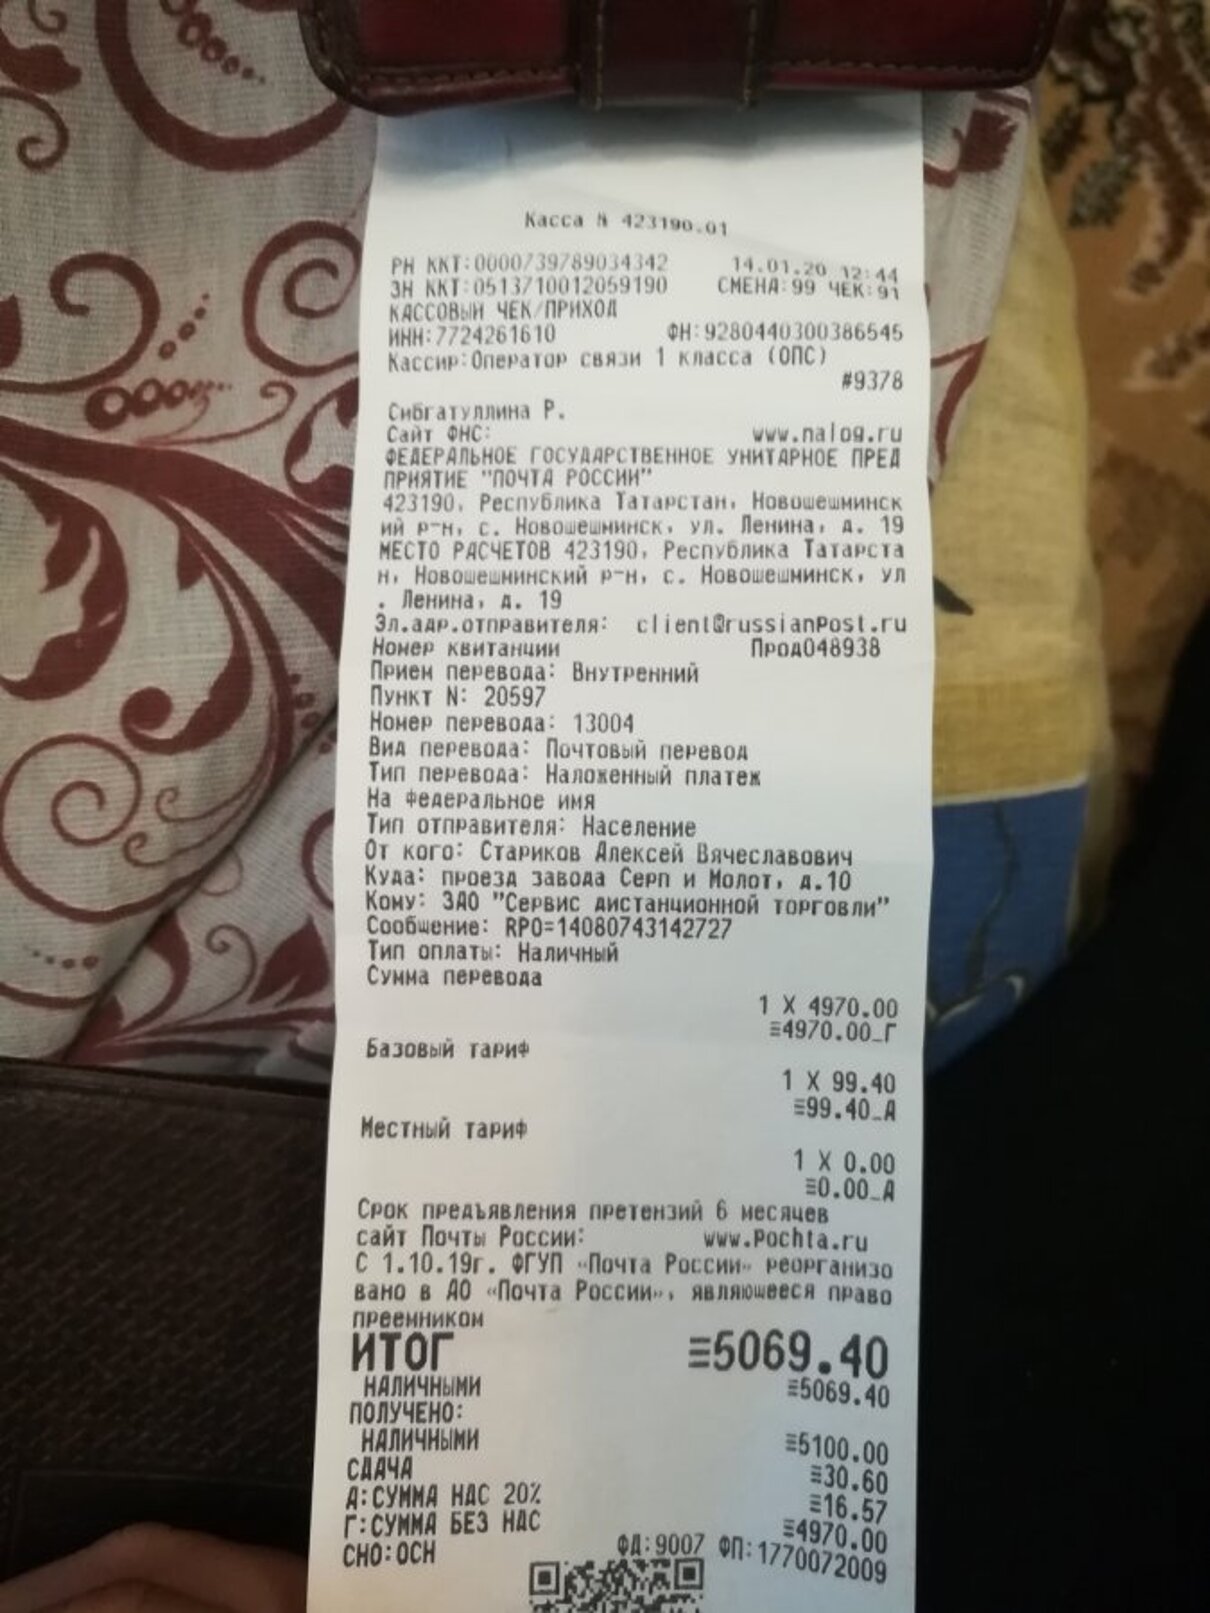 Касса N 423190.01
РН ККТ:0000739789034342 14.01.20 12:44
ЗН ККТ:0513710012059190 СМЕНА:99 ЧЕК:91
КАССОВЫЙ ЧЕК/ПРИХОД
ИНН:7724261610 ФН:9280440300386545
Кассир:Оператор связи 1 класса (ОПС)
#9378
Сибгатуллина Р.
Сайт ФНС: www.nalog.ru
ФЕДЕРАЛЬНОЕ ГОСУДАРСТВЕННОЕ УНИТАРНОЕ ПРЕД
ПРИЯТИЕ "ПОЧТА РОССИИ"
423190, Республика Татарстан, Новошешминск
ий р-н, с. Новошешминск, ул. Ленина, д. 19
МЕСТО РАСЧЕТОВ 423190, Республика Татарста
н, Новошешминский р-н, с. Новошешминск, ул
. Ленина, д. 19
Эл.адр.отправителя: client@russianPost.ru
Номер квитанции Прод048938
Прием перевода: Внутренний
Пункт N: 20597
Номер перевода: 13004
Вид перевода: Почтовый перевод
Тип перевода: Наложенный платеж
На федеральное имя
Тип отправителя: Население
От кого: Стариков Алексей Вячеславович
Куда: проезд завода Серп и Молот, д.10
Кому: ЗАО "Сервис дистанционной торговли"
Сообщение: RPO=14080743142727
Тип оплаты: Наличный
Сумма перевода
1 X 4970.00
≡4970.00_Г
Базовый тариф
1 X 99.40
≡99.40_А
Местный тариф
1 X 0.00
≡0.00_А
Срок предъявления претензий 6 месяцев
сайт Почты России: www.Pochta.ru
С 1.10.19г. ФГУП «Почта России» реорганизо
вано в АО «Почта России», являющееся право
преемником
ИТОГ ≡5069.40
НАЛИЧНЫМИ ≡5069.40
ПОЛУЧЕНО:
НАЛИЧНЫМИ ≡5100.00
СДАЧА ≡30.60
А:СУММА НДС 20% ≡16.57
Г:СУММА БЕЗ НДС ≡4970.00
СНО:ОСН ФД:9007 ФП:1770072009